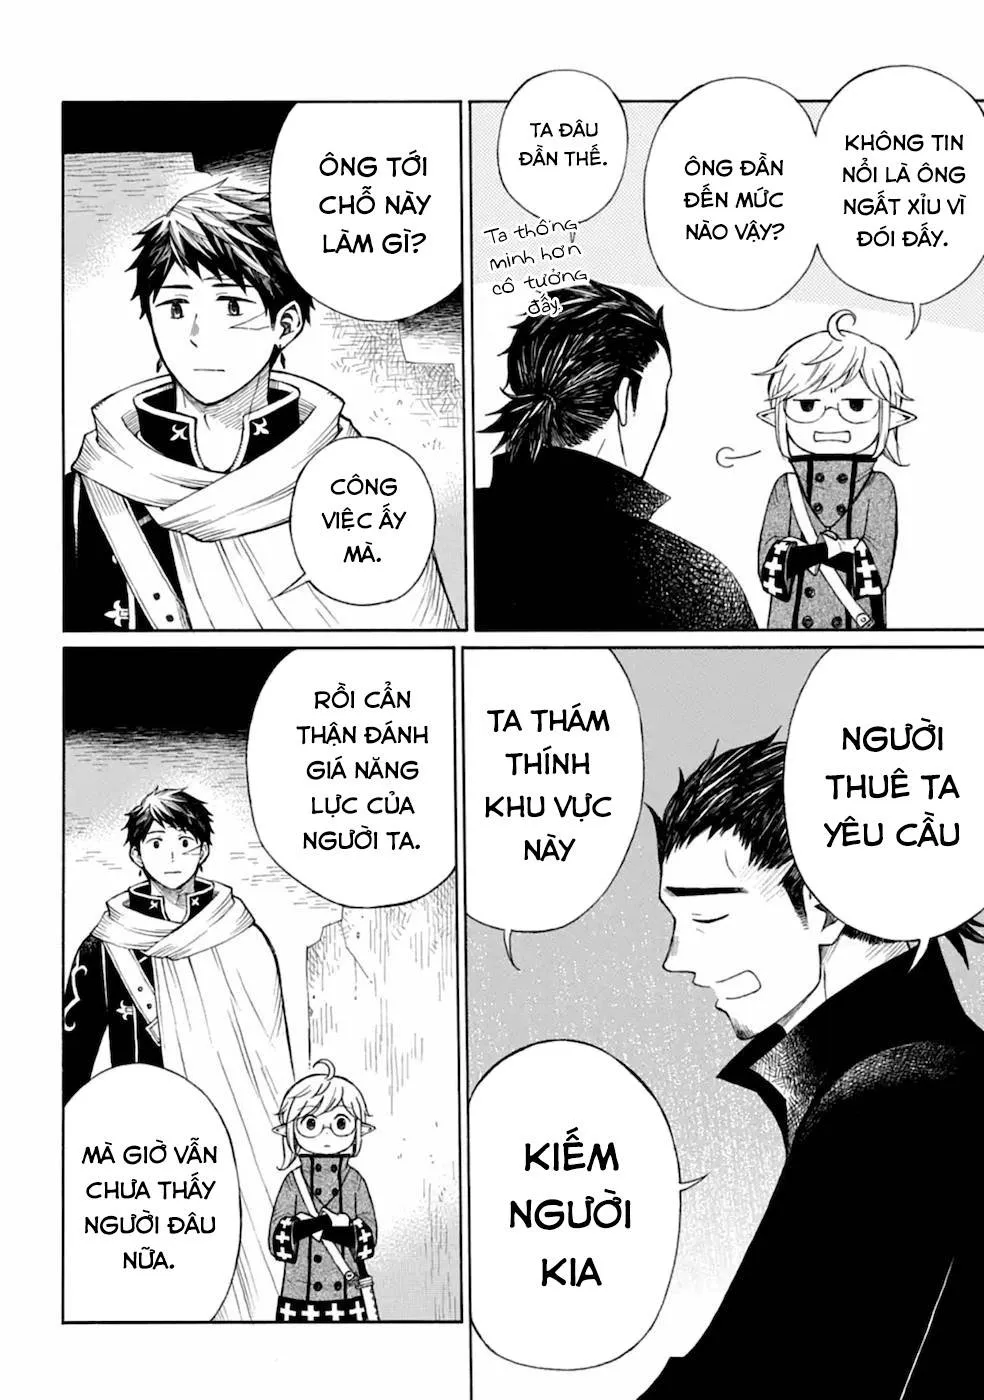 KHÔNG TIN
NỔI LÀ ÔNG
NGẤT XỈU VÌ
ĐÓI ĐẤY.
ÔNG ĐẦN
ĐẾN MỨC
NÀO VẬY?
TA ĐÂU
ĐẦN THẾ.
Ta thông
minh hơn
cô tưởng
đấy.
ÔNG TỚI
CHỖ NÀY
LÀM GÌ?
CÔNG
VIỆC ẤY
MÀ.
NGƯỜI
THUÊ TA
YÊU CẦU
TA THÁM
THÍNH
KHU VỰC
NÀY
KIẾM
NGƯỜI
KIA
RỒI CẨN
THẬN ĐÁNH
GIÁ NĂNG
LỰC CỦA
NGƯỜI TA.
MÀ GIỜ VẪN
CHƯA THẤY
NGƯỜI ĐÂU
NỮA.